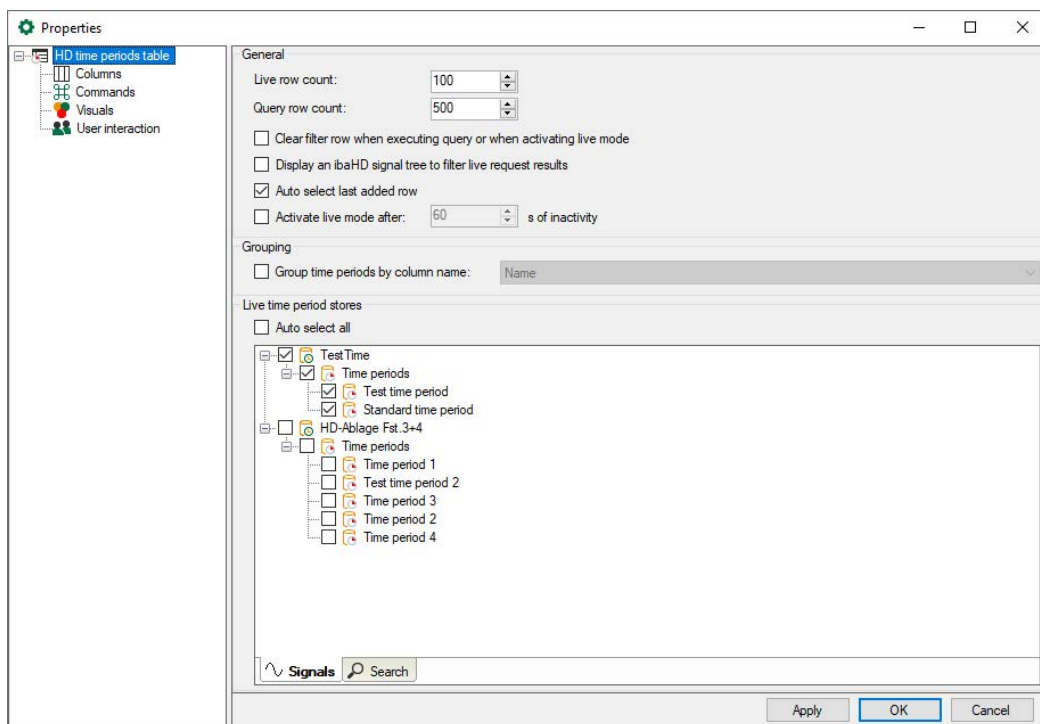 Properties
HD time periods table
Columns
Commands
Visuals
User interaction
General
Live row count: 100
Query row count: 500
Clear filter row when executing query or when activating live mode
Display an ibaHD signal tree to filter live request results
Auto select last added row
Activate live mode after: 60 s of inactivity
Grouping
Group time periods by column name: Name
Live time period stores
Auto select all
TestTime
Time periods
Test time period
Standard time period
HD-Ablage Fst.3+4
Time periods
Time period 1
Test time period 2
Time period 3
Time period 2
Time period 4
Signals Search
Apply OK Cancel